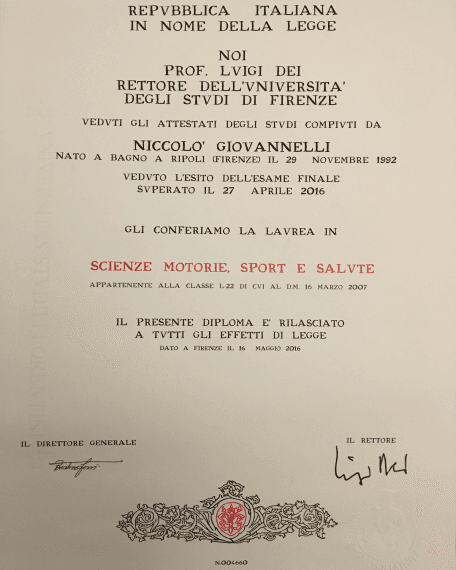 REPVBBLICA ITALIANA
IN NOME DELLA LEGGE
NOI
PROF. LVIGI DEI
RETTORE DELL'VNIVERSITA'
DEGLI STVDI DI FIRENZE
VEDVTI GLI ATTESTATI DEGLI STVDI COMPIVTI DA
NICCOLO' GIOVANNELLI
NATO A BAGNO A RIPOLI (FIRENZE) IL 29 NOVEMBRE 1992
VEDVTO L'ESITO DELL'ESAME FINALE
SVPERATO IL 27 APRILE 2016
GLI CONFERIAMO LA LAVREA IN
SCIENZE MOTORIE, SPORT E SALVTE
APPARTENENTE ALLA CLASSE L-22 DI CVI AL D.M. 16 MARZO 2007
IL PRESENTE DIPLOMA E' RILASCIATO
A TVTTI GLI EFFETTI DI LEGGE
DATO A FIRENZE IL 16 MAGGIO 2016
IL DIRETTORE GENERALE
IL RETTORE
N.004660